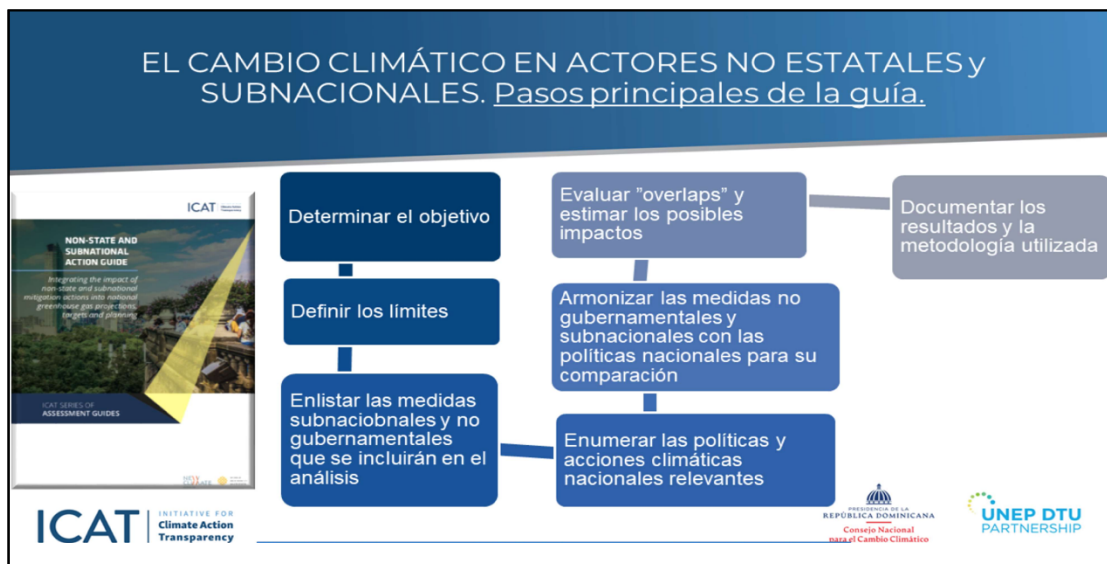 EL CAMBIO CLIMÁTICO EN ACTORES NO ESTATALES y
SUBNACIONALES. Pasos principales de la guía.
ICAT
NON-STATE AND
SUBNATIONAL
ACTION GUIDE
Integrating the impact of
non-state and subnational
mitigation actions into national
greenhouse gas projections,
targets and planning
ICAT SERIES OF
ASSESSMENT GUIDES
Determinar el objetivo
Definir los límites
Enlistar las medidas
subnaciobnales y no
gubernamentales
que se incluirán en el
análisis
Enumerar las políticas y
acciones climáticas
nacionales relevantes
Armonizar las medidas no
gubernamentales y
subnacionales con las
políticas nacionales para su
comparación
Evaluar ”overlaps” y
estimar los posibles
impactos
Documentar los
resultados y la
metodología utilizada
ICAT
INITIATIVE FOR
Climate Action
Transparency
PRESIDENCIA DE LA
REPÚBLICA DOMINICANA
Consejo Nacional
para el Cambio Climático
UNEP DTU
PARTNERSHIP